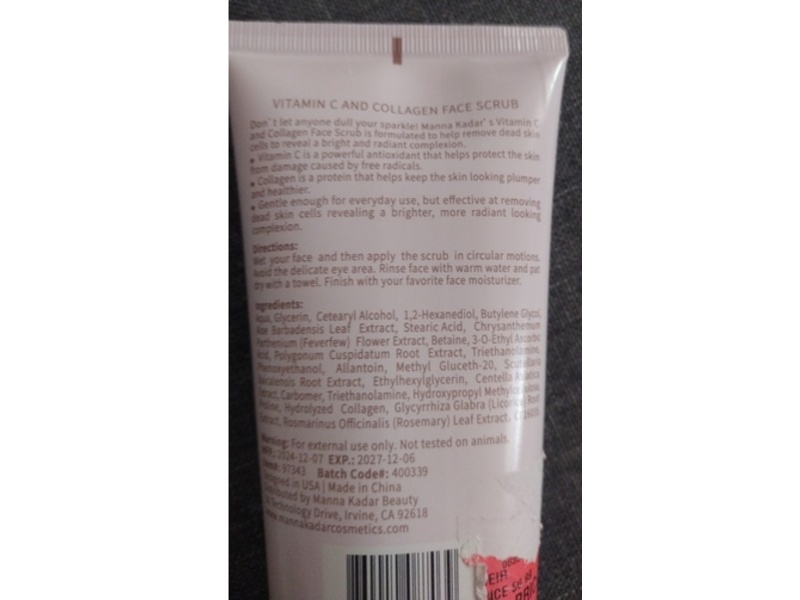 VITAMIN C AND COLLAGEN FACE SCRUB
Don't let anyone dull your sparkle! Manna Kadar's Vitamin C
and Collagen Face Scrub is formulated to help remove dead skin
cells to reveal a bright and radiant complexion.
• Vitamin C is a powerful antioxidant that helps protect the skin
from damage caused by free radicals.
• Collagen is a protein that helps keep the skin looking plumper
and healthier.
• Gentle enough for everyday use, but effective at removing
dead skin cells revealing a brighter, more radiant looking
complexion.
Directions:
Wet your face and then apply the scrub in circular motions.
Avoid the delicate eye area. Rinse face with warm water and pat
dry with a towel. Finish with your favorite face moisturizer.
Ingredients:
Aqua, Glycerin, Cetearyl Alcohol, 1,2-Hexanediol, Butylene Glycol,
Aloe Barbadensis Leaf Extract, Stearic Acid, Chrysanthemum
Parthenium (Feverfew) Flower Extract, Betaine, 3-O-Ethyl Ascorbic
Acid, Polygonum Cuspidatum Root Extract, Triethanolamine,
Phenoxyethanol, Allantoin, Methyl Gluceth-20, Scutellaria
Baicalensis Root Extract, Ethylhexylglycerin, Centella Asiatica
Extract, Carbomer, Triethanolamine, Hydroxypropyl Methylcellulose,
Proline, Hydrolyzed Collagen, Glycyrrhiza Glabra (Licorice) Root
Extract, Rosmarinus Officinalis (Rosemary) Leaf Extract,
Warning: For external use only. Not tested on animals.
MFG: 2024-12-07 EXP.: 2027-12-06
97343 Batch Code#: 400339
Designed in USA | Made in China
Distributed by Manna Kadar Beauty
Technology Drive, Irvine, CA 92618
www.mannakadarcosmetics.com